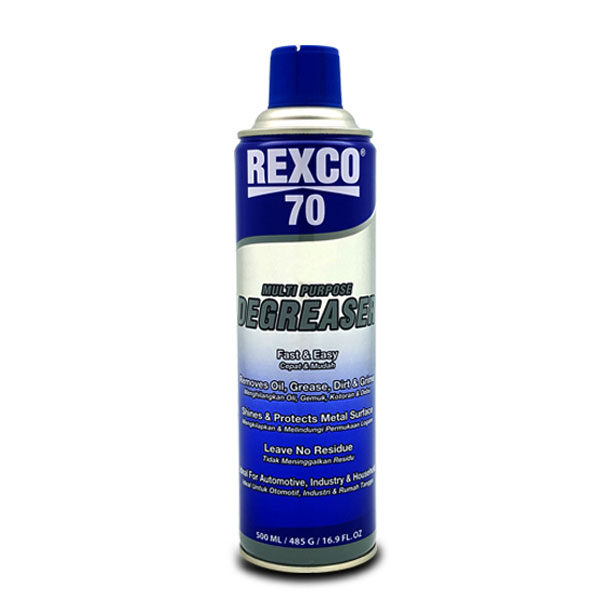 REXCO®
70
MULTI PURPOSE
DEGREASER
Fast & Easy
Cepat & Mudah
Removes Oil, Grease, Dirt & Grime
Menghilangkan Oli, Gemuk, Kotoran & Debu
Shines & Protects Metal Surface
Mengkilapkan & Melindungi Permukaan Logam
Leave No Residue
Tidak Meninggalkan Residu
Ideal For Automotive, Industry & Household
Ideal Untuk Otomotif, Industri & Rumah Tangga
500 ML / 485 G / 16.9 FL.OZ